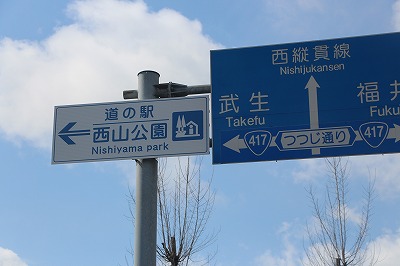 道の駅
西山公園
Nishiyama park
西縦貫線
Nishijukansen
武生
Takefu
福井
Fuku
417
つつじ通り
417